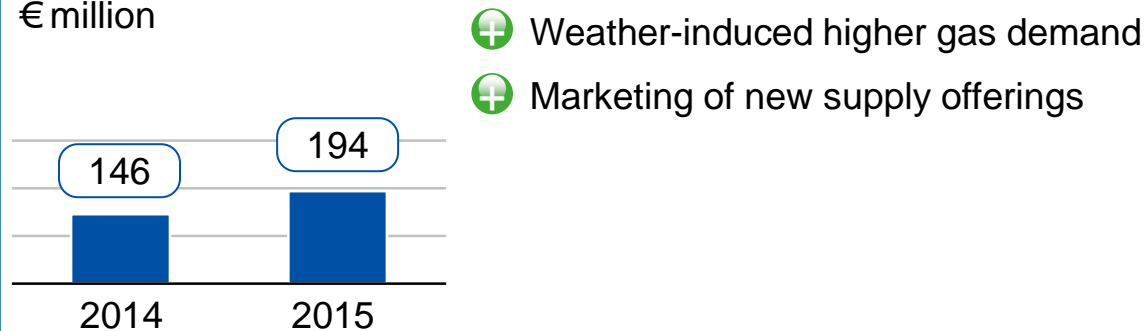 € million
Weather-induced higher gas demand
Marketing of new supply offerings
146
194
2014
2015